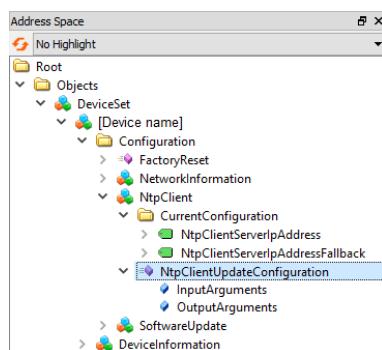 Address Space
No Highlight
Root
Objects
DeviceSet
[Device name]
Configuration
FactoryReset
NetworkInformation
NtpClient
CurrentConfiguration
NtpClientServerIpAddress
NtpClientServerIpAddressFallback
NtpClientUpdateConfiguration
InputArguments
OutputArguments
SoftwareUpdate
DeviceInformation